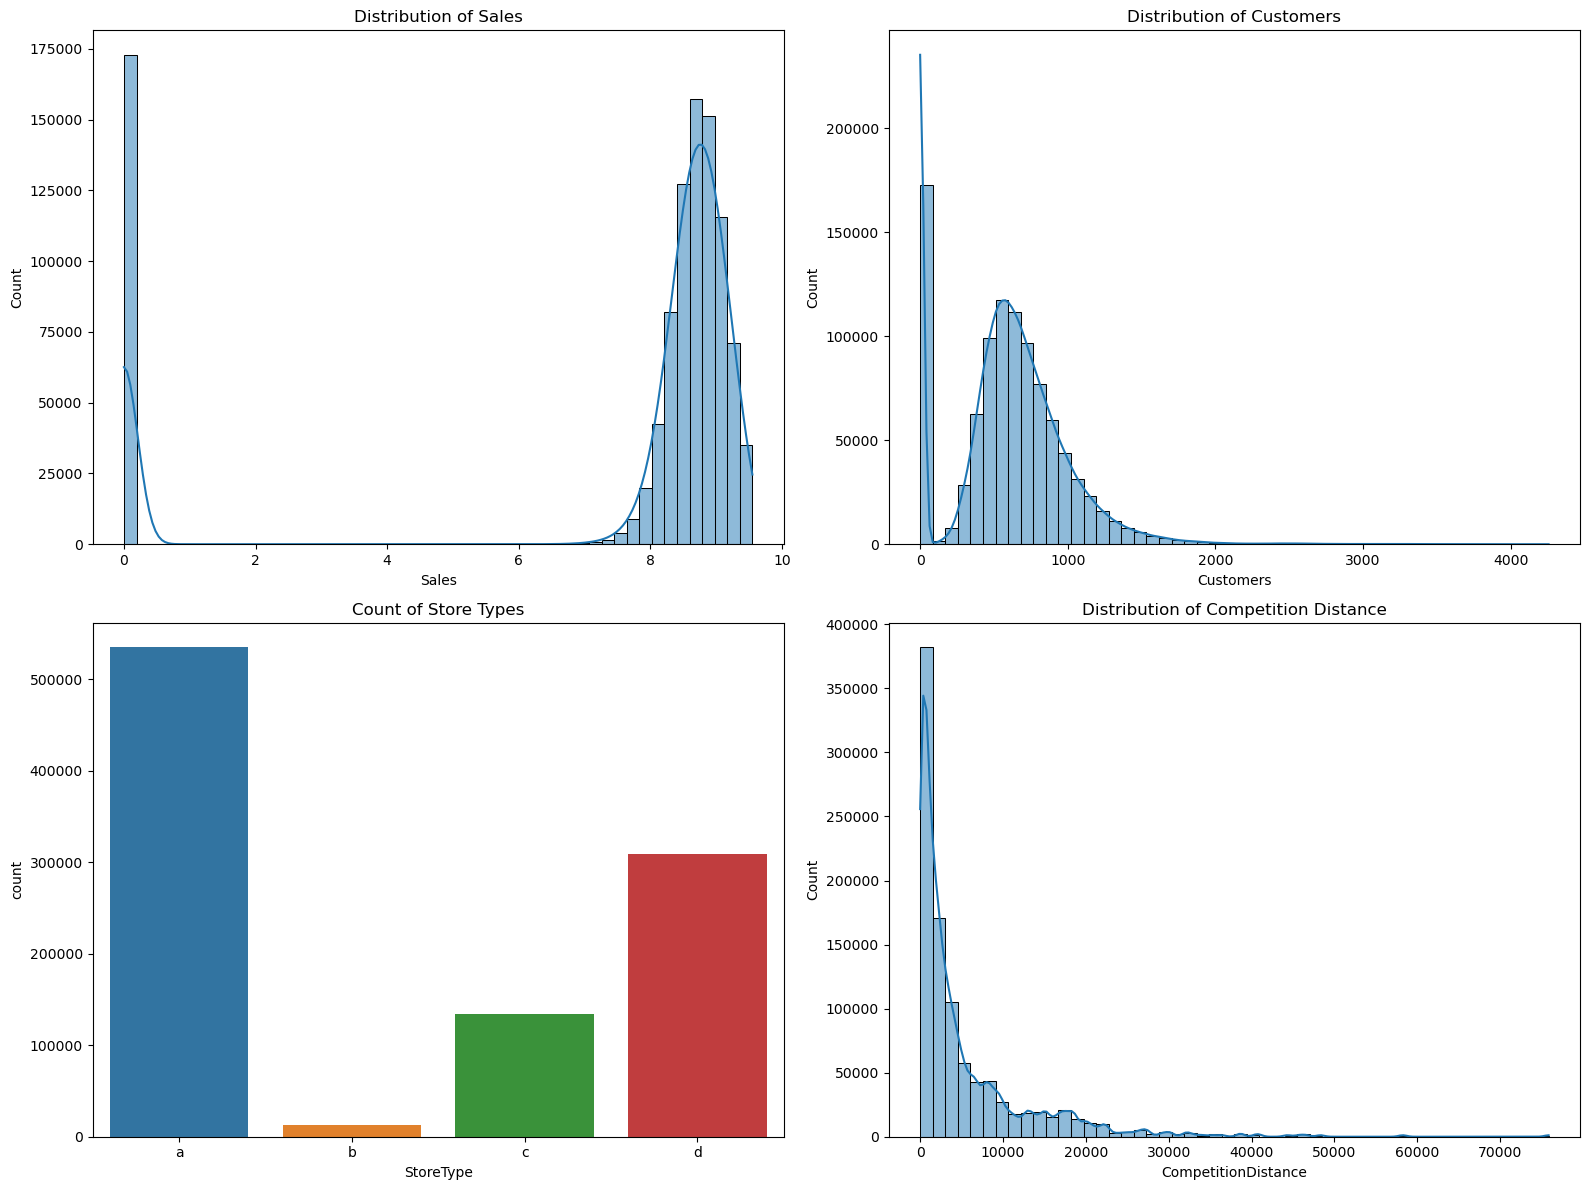 Distribution of Sales
175000
150000
125000
100000
75000
50000
25000
0
Count
0 2 4 6 8 10
Sales
Distribution of Customers
200000
150000
100000
50000
0
Count
0 1000 2000 3000 4000
Customers
Count of Store Types
500000
400000
300000
200000
100000
0
count
a b c d
StoreType
Distribution of Competition Distance
400000
350000
300000
250000
200000
150000
100000
50000
0
Count
0 10000 20000 30000 40000 50000 60000 70000
CompetitionDistance